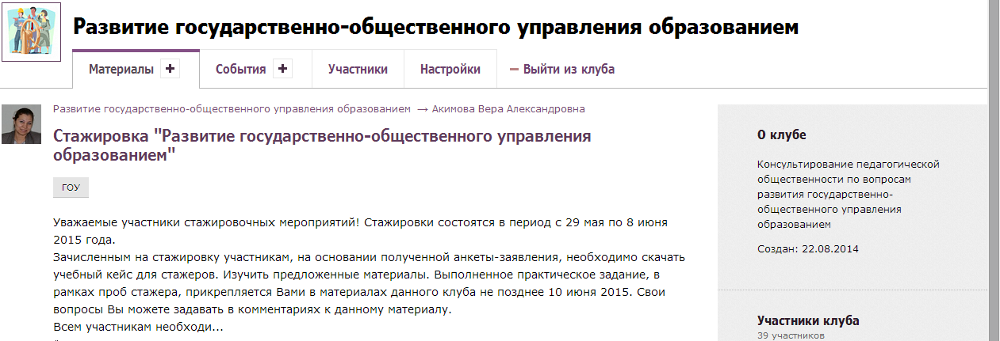 Развитие государственно-общественного управления образованием
Материалы + События + Участники Настройки − Выйти из клуба
Развитие государственно-общественного управления образованием → Акимова Вера Александровна
Стажировка "Развитие государственно-общественного управления
образованием"
ГОУ
Уважаемые участники стажировочных мероприятий! Стажировки состоятся в период с 29 мая по 8 июня
2015 года.
Зачисленным на стажировку участникам, на основании полученной анкеты-заявления, необходимо скачать
учебный кейс для стажеров. Изучить предложенные материалы. Выполненное практическое задание, в
рамках проб стажера, прикрепляется Вами в материалах данного клуба не позднее 10 июня 2015. Свои
вопросы Вы можете задавать в комментариях к данному материалу.
Всем участникам необходи...
О клубе
Консультирование педагогической
общественности по вопросам
развития государственно-
общественного управления
образованием
Создан: 22.08.2014
Участники клуба
39 участников